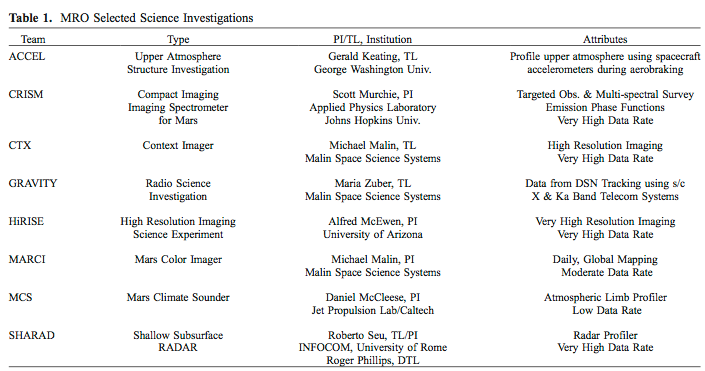 Table 1. MRO Selected Science Investigations
Team Type PI/TL, Institution Attributes
ACCEL Upper Atmosphere Gerald Keating, TL Profile upper atmosphere using spacecraft
Structure Investigation George Washington Univ. accelerometers during aerobraking
CRISM Compact Imaging Scott Murchie, PI Targeted Obs. & Multi-spectral Survey
Imaging Spectrometer Applied Physics Laboratory Emission Phase Functions
for Mars Johns Hopkins Univ. Very High Data Rate
CTX Context Imager Michael Malin, TL High Resolution Imaging
Malin Space Science Systems Very High Data Rate
GRAVITY Radio Science Maria Zuber, TL Data from DSN Tracking using s/c
Investigation Malin Space Science Systems X & Ka Band Telecom Systems
HiRISE High Resolution Imaging Alfred McEwen, PI Very High Resolution Imaging
Science Experiment University of Arizona Very High Data Rate
MARCI Mars Color Imager Michael Malin, PI Daily, Global Mapping
Malin Space Science Systems Moderate Data Rate
MCS Mars Climate Sounder Daniel McCleese, PI Atmospheric Limb Profiler
Jet Propulsion Lab/Caltech Low Data Rate
SHARAD Shallow Subsurface Roberto Seu, TL/PI Radar Profiler
RADAR INFOCOM, University of Rome Very High Data Rate
Roger Phillips, DTL